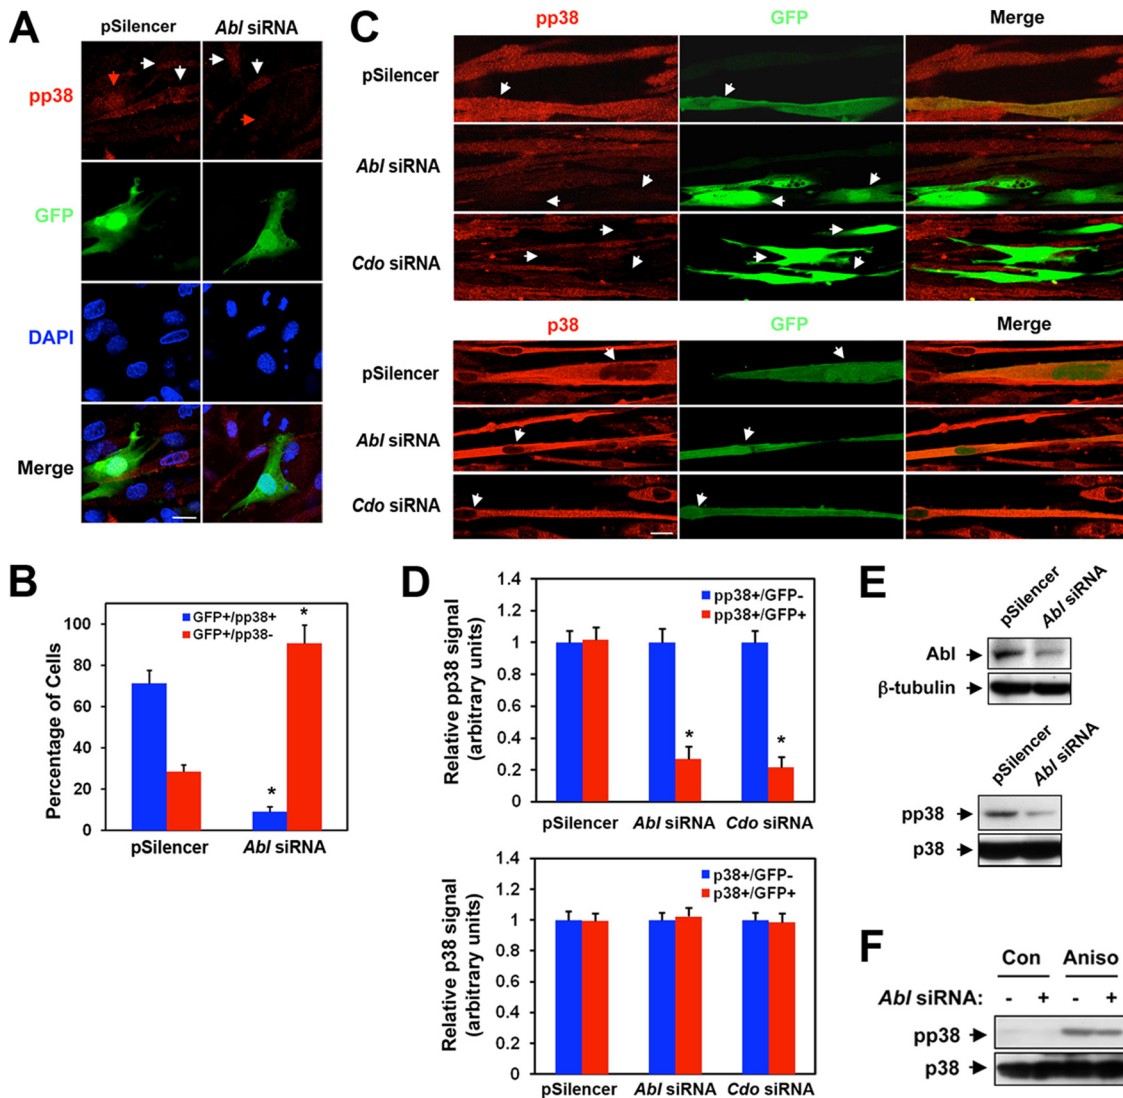 A
pSilencer Abl siRNA
pp38
GFP
DAPI
Merge
C
pp38 GFP Merge
pSilencer
Abl siRNA
Cdo siRNA
p38 GFP Merge
pSilencer
Abl siRNA
Cdo siRNA
B
GFP+/pp38+
GFP+/pp38-
Percentage of Cells
100
80
60
40
20
0
*
*
pSilencer Abl siRNA
D
Relative pp38 signal
(arbitrary units)
1.4
1.2
1
0.8
0.6
0.4
0.2
0
pp38+/GFP-
pp38+/GFP+
*
*
pSilencer Abl siRNA Cdo siRNA
Relative p38 signal
(arbitrary units)
1.4
1.2
1
0.8
0.6
0.4
0.2
0
p38+/GFP-
p38+/GFP+
pSilencer Abl siRNA Cdo siRNA
E
pSilencer
Abl siRNA
Abl
β-tubulin
pSilencer
Abl siRNA
pp38
p38
F
Con Aniso
Abl siRNA: - + - +
pp38
p38